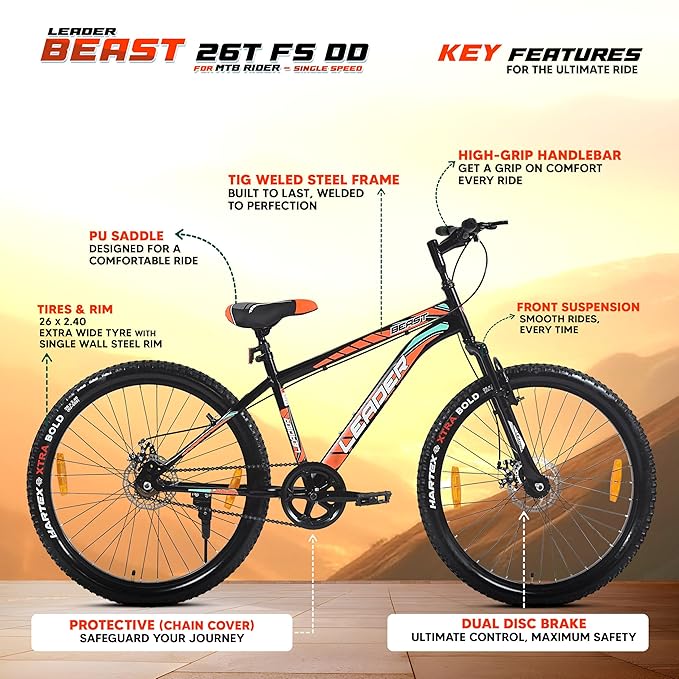 LEADER
BEAST 26T FS DD
FOR MTB RIDER - SINGLE SPEED
KEY FEATURES
FOR THE ULTIMATE RIDE
HIGH-GRIP HANDLEBAR
GET A GRIP ON COMFORT
EVERY RIDE
TIG WELED STEEL FRAME
BUILT TO LAST, WELDED
TO PERFECTION
PU SADDLE
DESIGNED FOR A
COMFORTABLE RIDE
TIRES & RIM
26 x 2.40
EXTRA WIDE TYRE WITH
SINGLE WALL STEEL RIM
FRONT SUSPENSION
SMOOTH RIDES,
EVERY TIME
BEAST
LEADER
HARTEX XTRA BOLD
HARTEX XTRA BOLD
PROTECTIVE (CHAIN COVER)
SAFEGUARD YOUR JOURNEY
DUAL DISC BRAKE
ULTIMATE CONTROL, MAXIMUM SAFETY